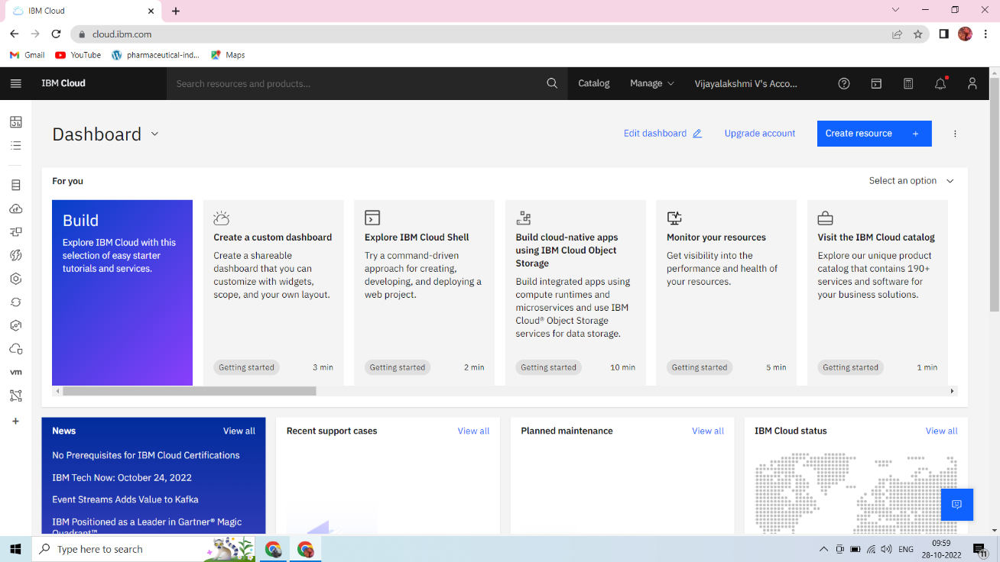 IBM Cloud
cloud.ibm.com
Gmail
YouTube
pharmaceutical-ind...
Maps
IBM Cloud
Search resources and products...
Catalog
Manage
Vijayalakshmi V's Acco...
Dashboard
Edit dashboard
Upgrade account
Create resource +
For you
Select an option
Build
Explore IBM Cloud with this
selection of easy starter
tutorials and services.
Create a custom dashboard
Create a shareable
dashboard that you can
customize with widgets,
scope, and your own layout.
Getting started 3 min
Explore IBM Cloud Shell
Try a command-driven
approach for creating,
developing, and deploying a
web project.
Getting started 2 min
Build cloud-native apps
using IBM Cloud Object
Storage
Build integrated apps using
compute runtimes and
microservices and use IBM
Cloud® Object Storage
services for data storage.
Getting started 10 min
Monitor your resources
Get visibility into the
performance and health of
your resources.
Getting started 5 min
Visit the IBM Cloud catalog
Explore our unique product
catalog that contains 190+
services and software for
your business solutions.
Getting started 1 min
vm
News View all
No Prerequisites for IBM Cloud Certifications
IBM Tech Now: October 24, 2022
Event Streams Adds Value to Kafka
IBM Positioned as a Leader in Gartner® Magic
Quadrant™
Recent support cases View all
Planned maintenance View all
IBM Cloud status View all
Type here to search
ENG
09:59
28-10-2022
11